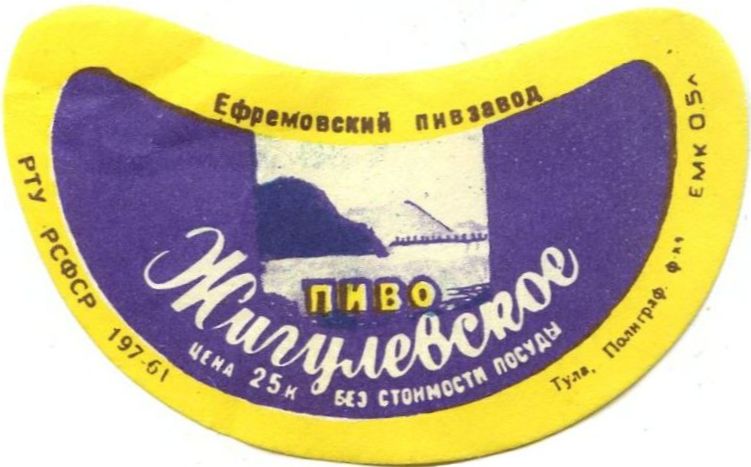 Ефремовский пивзавод
РТУ РСФСР 197-61
ЕМК 0.5л
ПИВО
Жигулевское
ЦЕНА 25к БЕЗ СТОИМОСТИ ПОСУДЫ
Тула, Полиграф. ф-ка